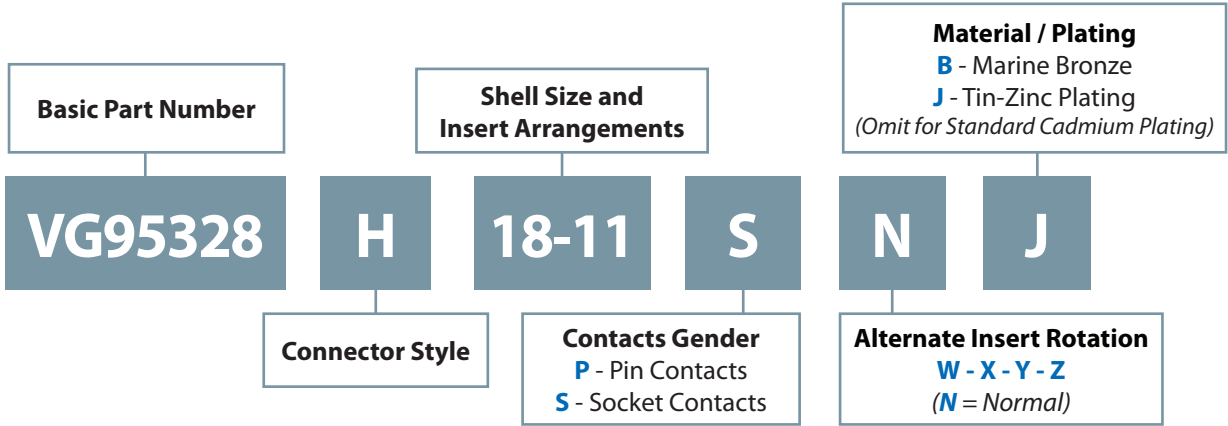 Material / Plating
B - Marine Bronze
J - Tin-Zinc Plating
(Omit for Standard Cadmium Plating)
Basic Part Number
Shell Size and
Insert Arrangements
VG95328 H 18-11 S N J
Connector Style
Contacts Gender
P - Pin Contacts
S - Socket Contacts
Alternate Insert Rotation
W - X - Y - Z
(N = Normal)